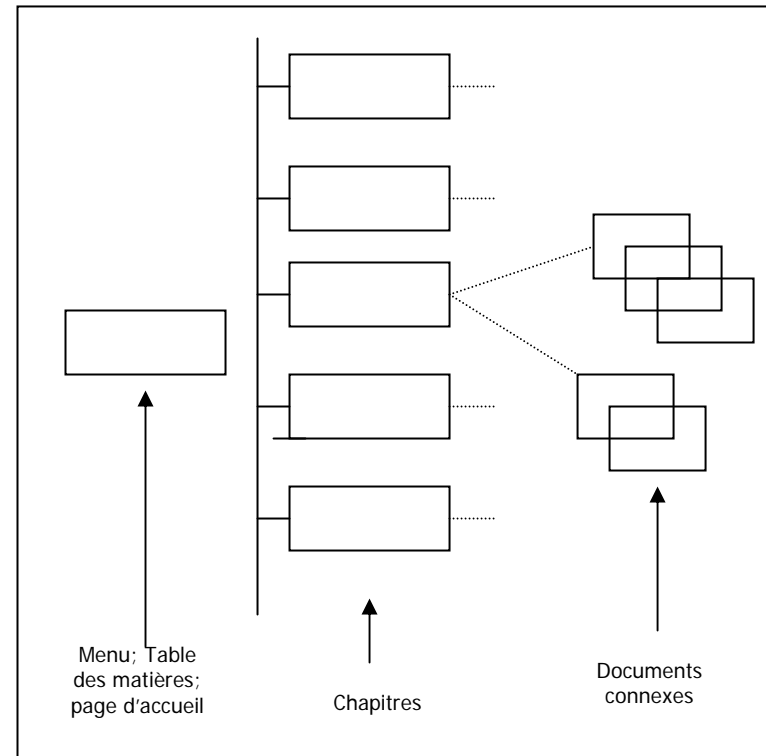 Menu; Table
des matières;
page d'accueil
Chapitres
Documents
connexes